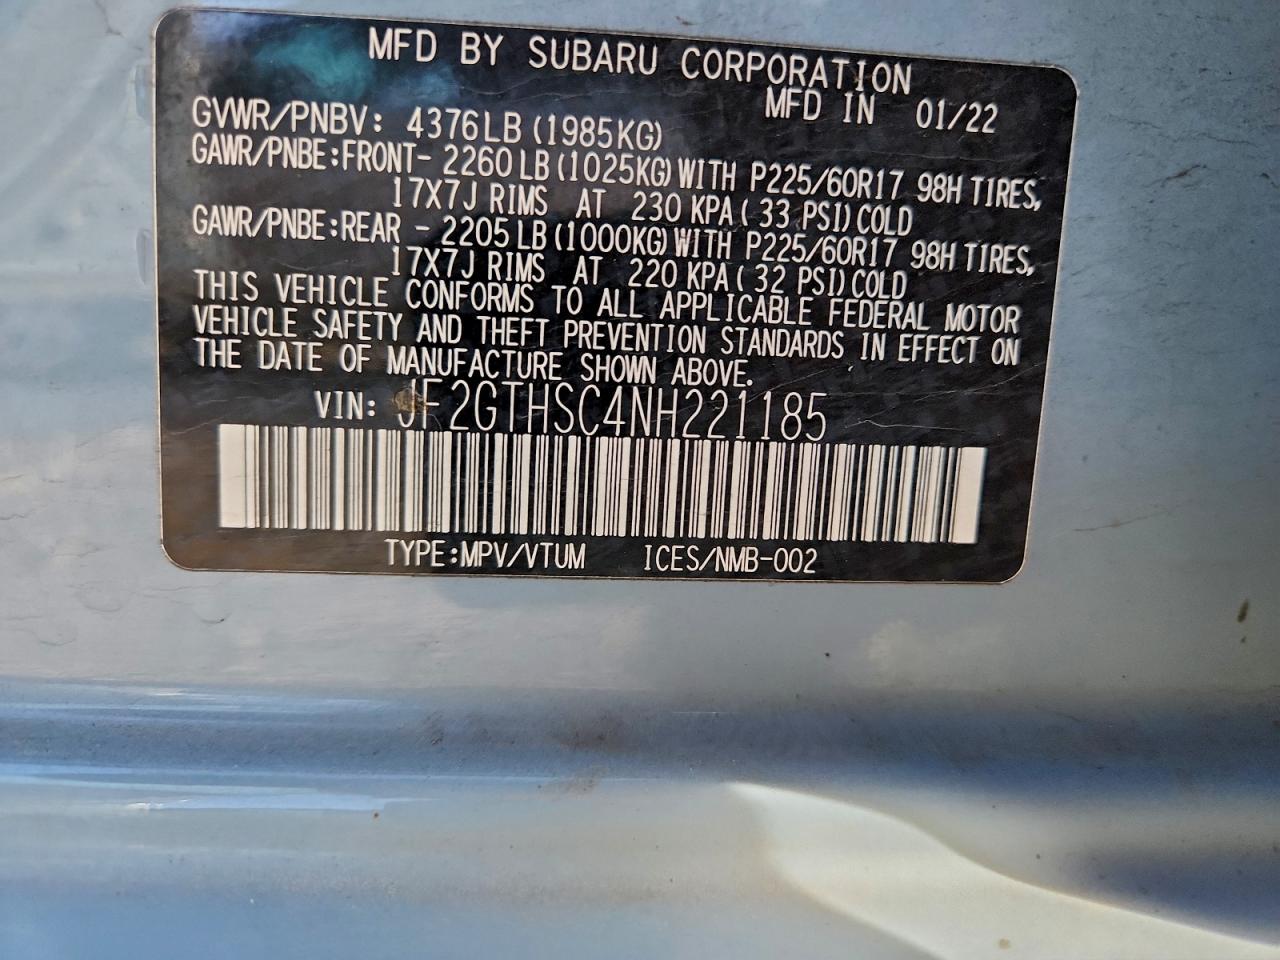 MFD BY SUBARU CORPORATION
MFD IN 01/22
GVWR/PNBV: 4376LB (1985KG)
GAWR/PNBE:FRONT- 2260LB (1025KG) WITH P225/60R17 98H TIRES,
17X7J RIMS AT 230 KPA( 33 PSI) COLD
GAWR/PNBE:REAR - 2205LB (1000KG) WITH P225/60R17 98H TIRES,
17X7J RIMS AT 220 KPA( 32 PSI) COLD
THIS VEHICLE CONFORMS TO ALL APPLICABLE FEDERAL MOTOR
VEHICLE SAFETY AND THEFT PREVENTION STANDARDS IN EFFECT ON
THE DATE OF MANUFACTURE SHOWN ABOVE.
VIN: JF2GTHSC4NH221185
TYPE:MPV/VTUM ICES/NMB-002